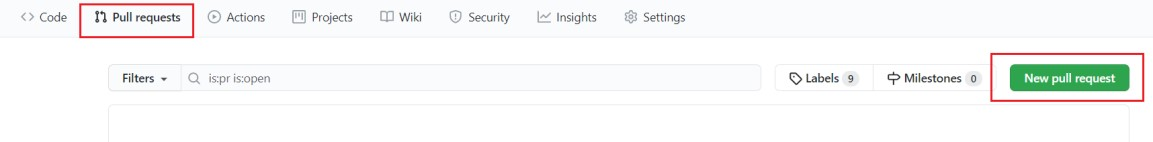 Code Pull requests Actions Projects Wiki Security Insights Settings
Filters is:pr is:open Labels 9 Milestones 0 New pull request